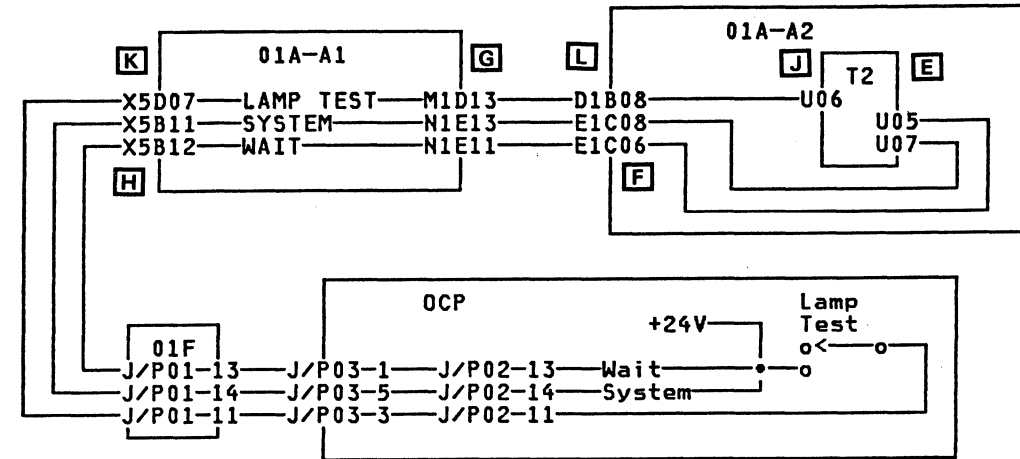 01A-A2
K 01A-A1 G L J T2 E
X5D07 LAMP TEST M1D13 D1B08 U06
X5B11 SYSTEM N1E13 E1C08 U05
X5B12 WAIT N1E11 E1C06 U07
H F
OCP Lamp
+24V Test
01F
J/P01-13 J/P03-1 J/P02-13 Wait
J/P01-14 J/P03-5 J/P02-14 System
J/P01-11 J/P03-3 J/P02-11